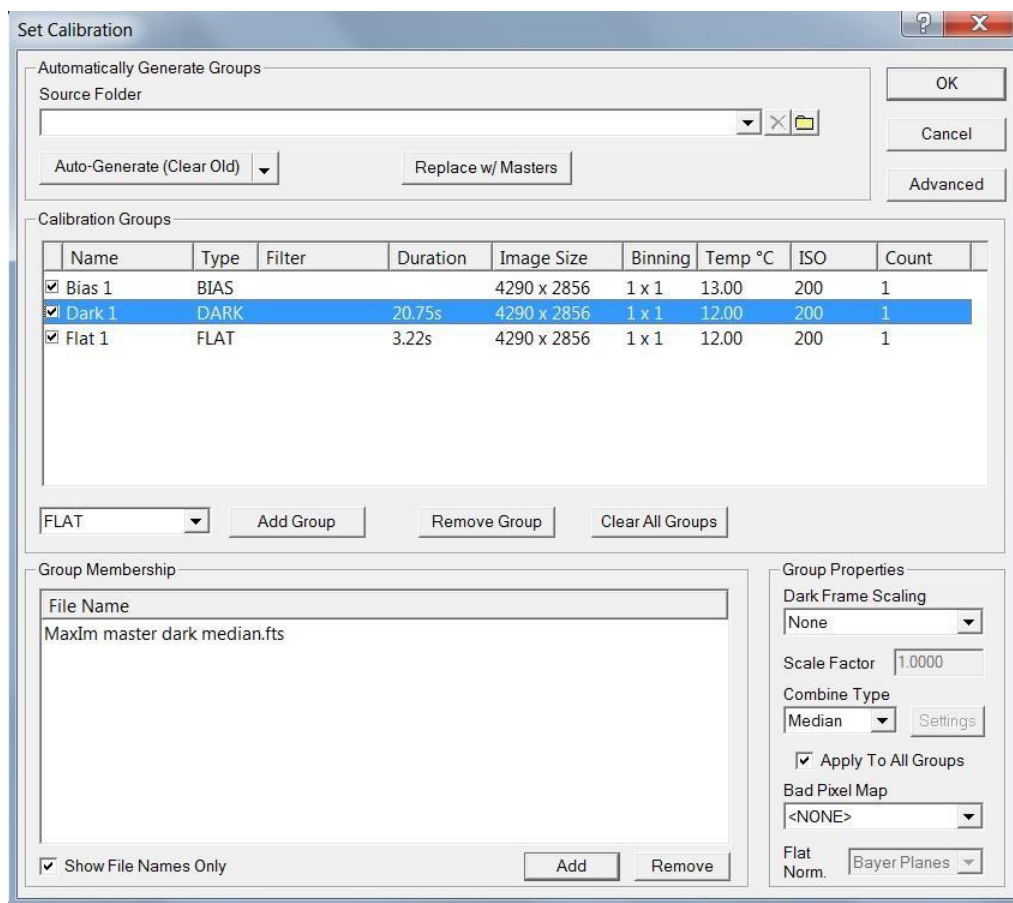 Set Calibration
Automatically Generate Groups
Source Folder
OK
Cancel
Auto-Generate (Clear Old)
Replace w/ Masters
Advanced
Calibration Groups
Name Type Filter Duration Image Size Binning Temp °C ISO Count
Bias 1 BIAS 4290 x 2856 1 x 1 13.00 200 1
Dark 1 DARK 20.75s 4290 x 2856 1 x 1 12.00 200 1
Flat 1 FLAT 3.22s 4290 x 2856 1 x 1 12.00 200 1
FLAT Add Group Remove Group Clear All Groups
Group Membership
File Name
MaxIm master dark median.fts
Show File Names Only
Add Remove
Group Properties
Dark Frame Scaling
None
Scale Factor 1.0000
Combine Type
Median Settings
Apply To All Groups
Bad Pixel Map
<NONE>
Flat
Norm. Bayer Planes